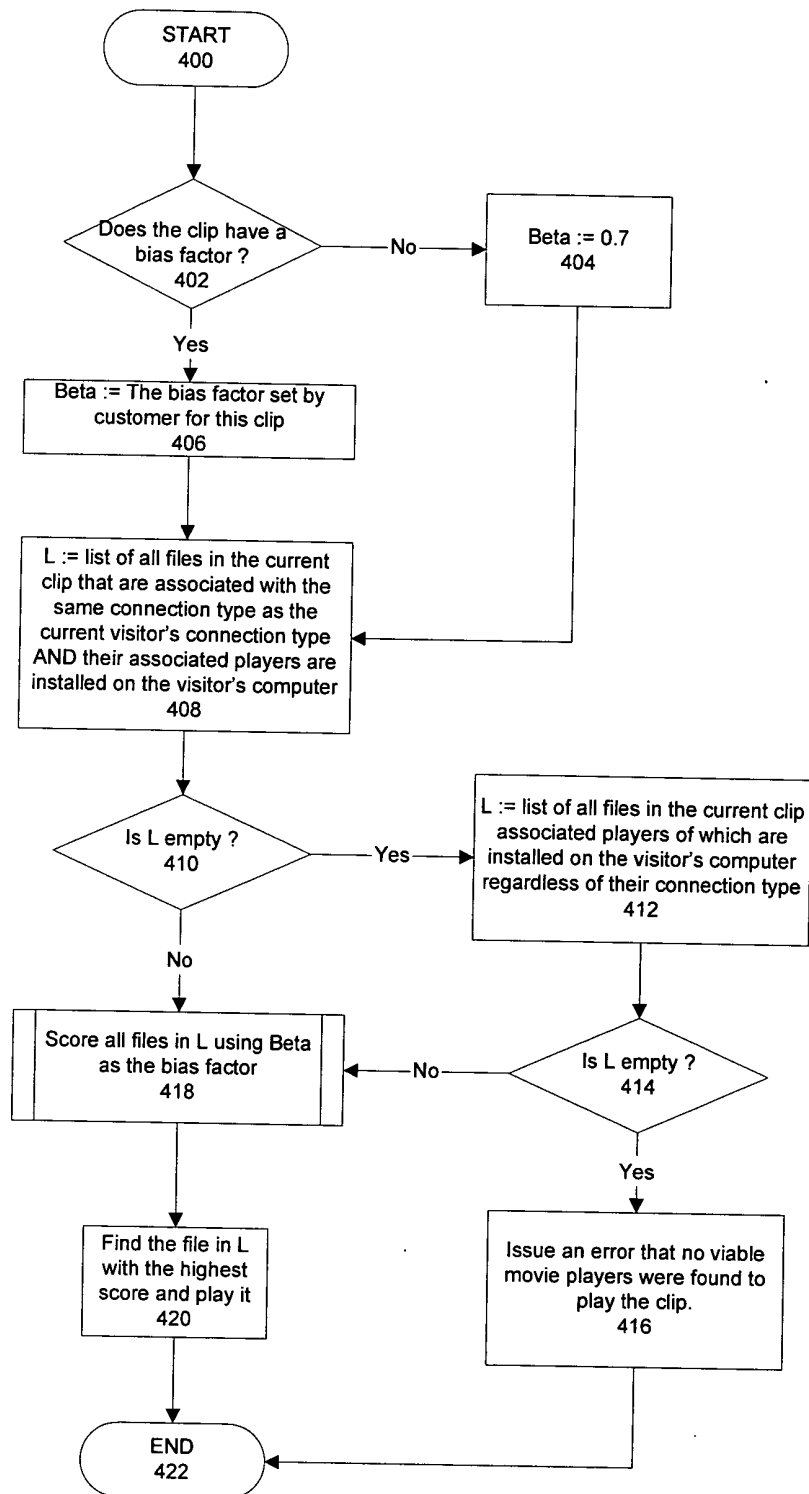 START
400
Does the clip have a
bias factor ?
402
No
Beta := 0.7
404
Yes
Beta := The bias factor set by
customer for this clip
406
L := list of all files in the current
clip that are associated with the
same connection type as the
current visitor's connection type
AND their associated players are
installed on the visitor's computer
408
Is L empty ?
410
Yes
L := list of all files in the current clip
associated players of which are
installed on the visitor's computer
regardless of their connection type
412
No
Score all files in L using Beta
as the bias factor
418
No
Is L empty ?
414
Yes
Find the file in L
with the highest
score and play it
420
Issue an error that no viable
movie players were found to
play the clip.
416
END
422